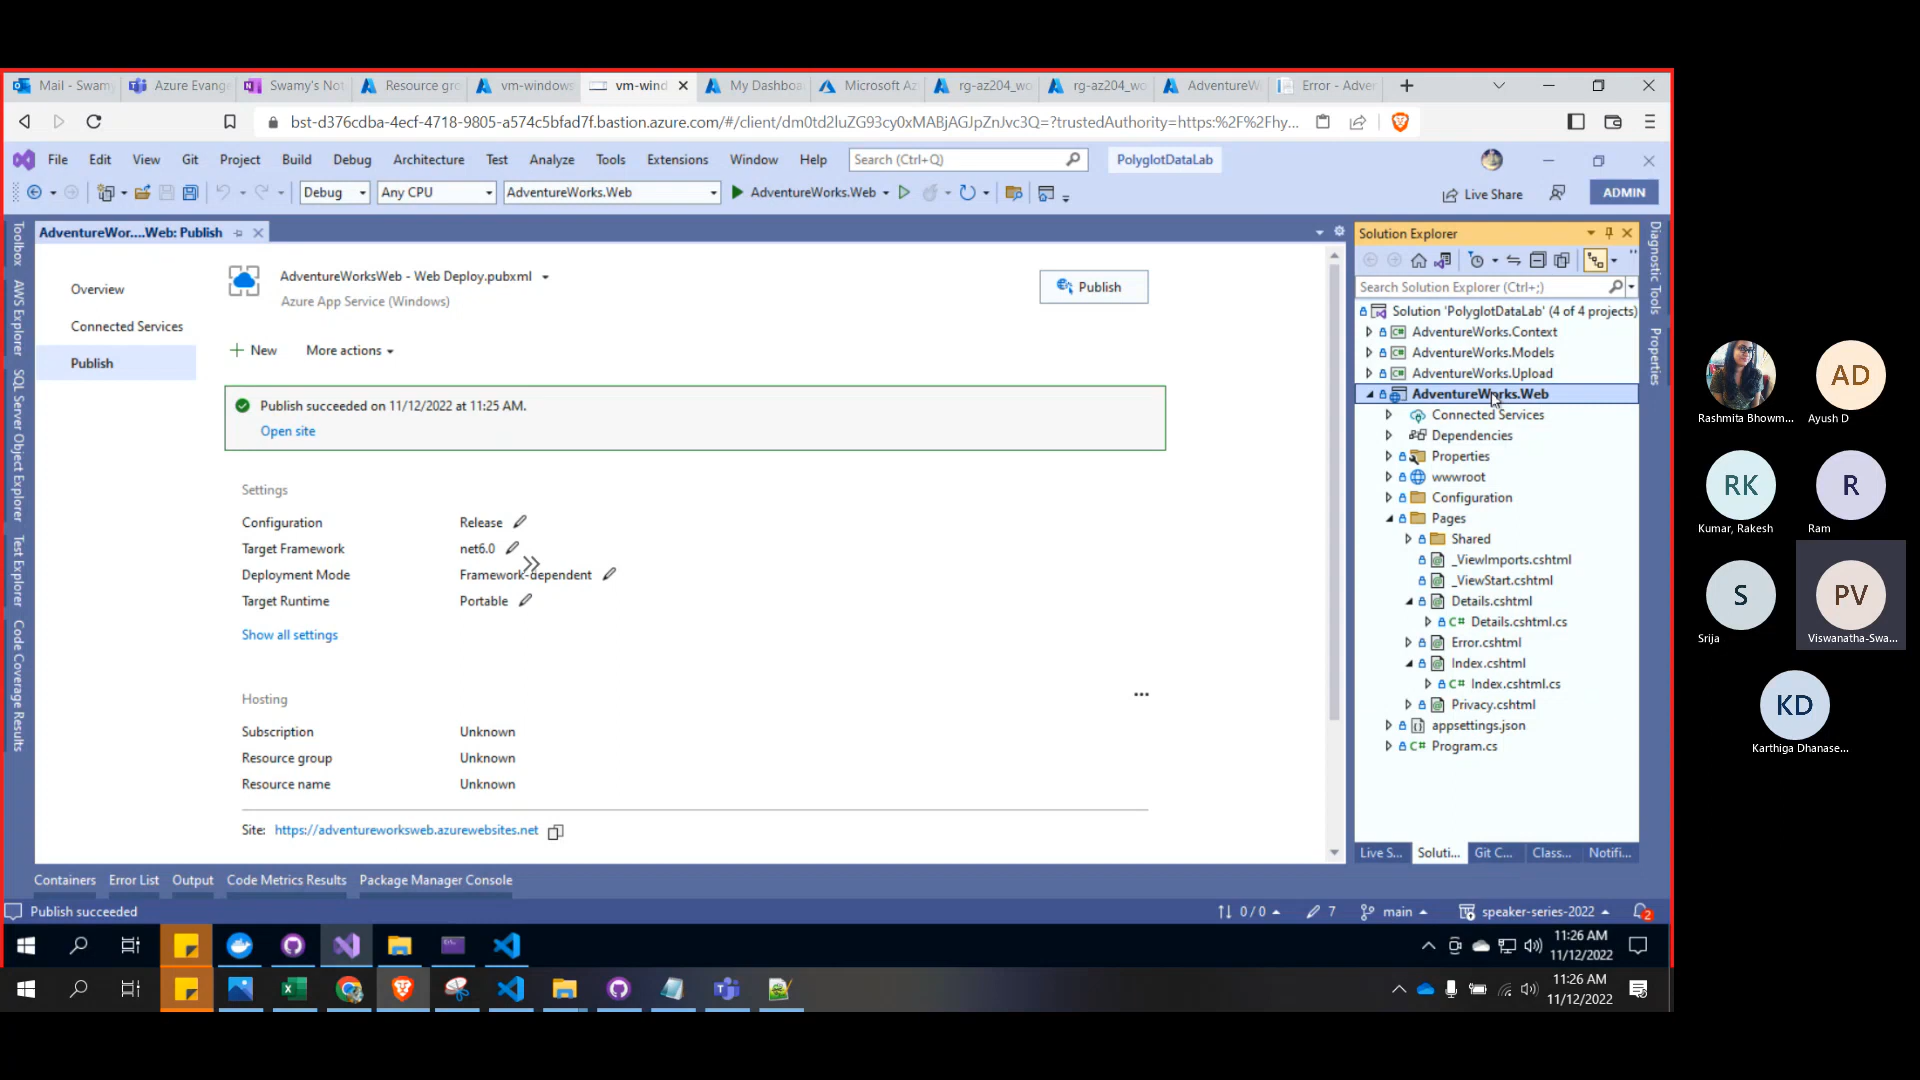 Mail - Swamy
Azure Evange
Swamy's Not
Resource gro
vm-windows
vm-wind
My Dashboa
Microsoft Az
rg-az204_wo
rg-az204_wo
AdventureW
Error - Adve
bst-d376cdba-4ecf-4718-9805-a574c5bfad7f.bastion.azure.com/#/client/dm0td2luZG93cy0xMABjAGJpZnJvc3Q=?trustedAuthority=https:%2F%2Fhy...
File Edit View Git Project Build Debug Architecture Test Analyze Tools Extensions Window Help
Search (Ctrl+Q)
PolyglotDataLab
Debug
Any CPU
AdventureWorks.Web
AdventureWorks.Web
Live Share
ADMIN
Toolbox
AWS Explorer
SQL Server Object Explorer
Test Explorer
Code Coverage Results
AdventureWor....Web: Publish
Overview
Connected Services
Publish
AdventureWorksWeb - Web Deploy.pubxml
Azure App Service (Windows)
Publish
New
More actions
Publish succeeded on 11/12/2022 at 11:25 AM.
Open site
Settings
Configuration Release
Target Framework net6.0
Deployment Mode Framework-dependent
Target Runtime Portable
Show all settings
Hosting
...
Subscription Unknown
Resource group Unknown
Resource name Unknown
Site: https://adventureworksweb.azurewebsites.net
Solution Explorer
Search Solution Explorer (Ctrl+;)
Solution 'PolyglotDataLab' (4 of 4 projects)
AdventureWorks.Context
AdventureWorks.Models
AdventureWorks.Upload
AdventureWorks.Web
Connected Services
Dependencies
Properties
wwwroot
Configuration
Pages
Shared
_ViewImports.cshtml
_ViewStart.cshtml
Details.cshtml
C# Details.cshtml.cs
Error.cshtml
Index.cshtml
C# Index.cshtml.cs
Privacy.cshtml
appsettings.json
C# Program.cs
Live S...
Soluti...
Git C...
Class...
Notifi...
Diagnostic Tools
Properties
Containers
Error List
Output
Code Metrics Results
Package Manager Console
Publish succeeded
0 / 0
7
main
speaker-series-2022
2
11:26 AM
11/12/2022
11:26 AM
11/12/2022
Rashmita Bhowm...
AD
Ayush D
RK
Kumar, Rakesh
R
Ram
S
Srija
PV
Viswanatha-Swa...
KD
Karthiga Dhanase...